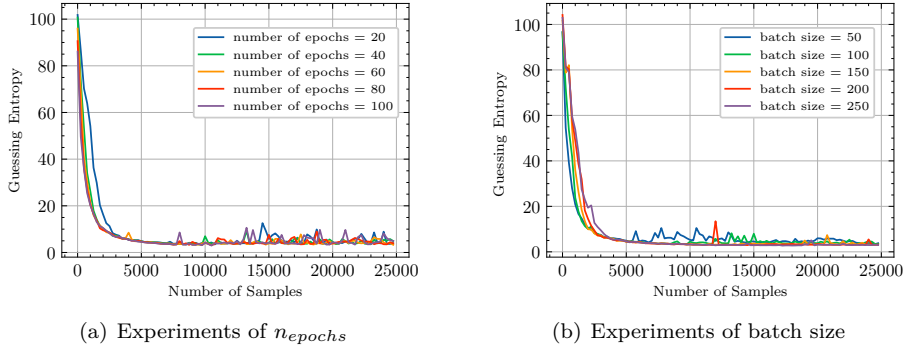 100
80
60
40
20
0
Guessing Entropy
number of epochs = 20
number of epochs = 40
number of epochs = 60
number of epochs = 80
number of epochs = 100
0 5000 10000 15000 20000 25000
Number of Samples
(a) Experiments of n_epochs
100
80
60
40
20
0
Guessing Entropy
batch size = 50
batch size = 100
batch size = 150
batch size = 200
batch size = 250
0 5000 10000 15000 20000 25000
Number of Samples
(b) Experiments of batch size